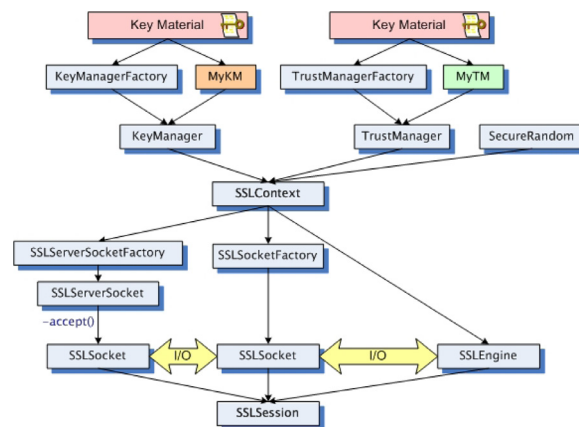 Key Material
Key Material
KeyManagerFactory
MyKM
TrustManagerFactory
MyTM
KeyManager
TrustManager
SecureRandom
SSLContext
SSLServerSocketFactory
SSLSocketFactory
SSLServerSocket
~accept()
SSLSocket
I/O
SSLSocket
I/O
SSLEngine
SSLSession